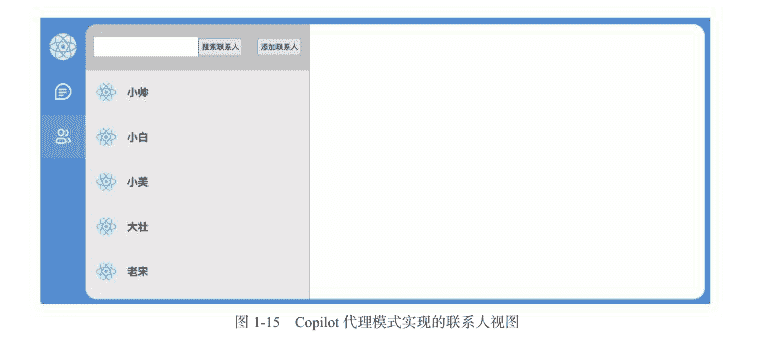 搜索联系人 添加联系人
小帅
小白
小美
大壮
老宋
图 1-15 Copilot 代理模式实现的联系人视图